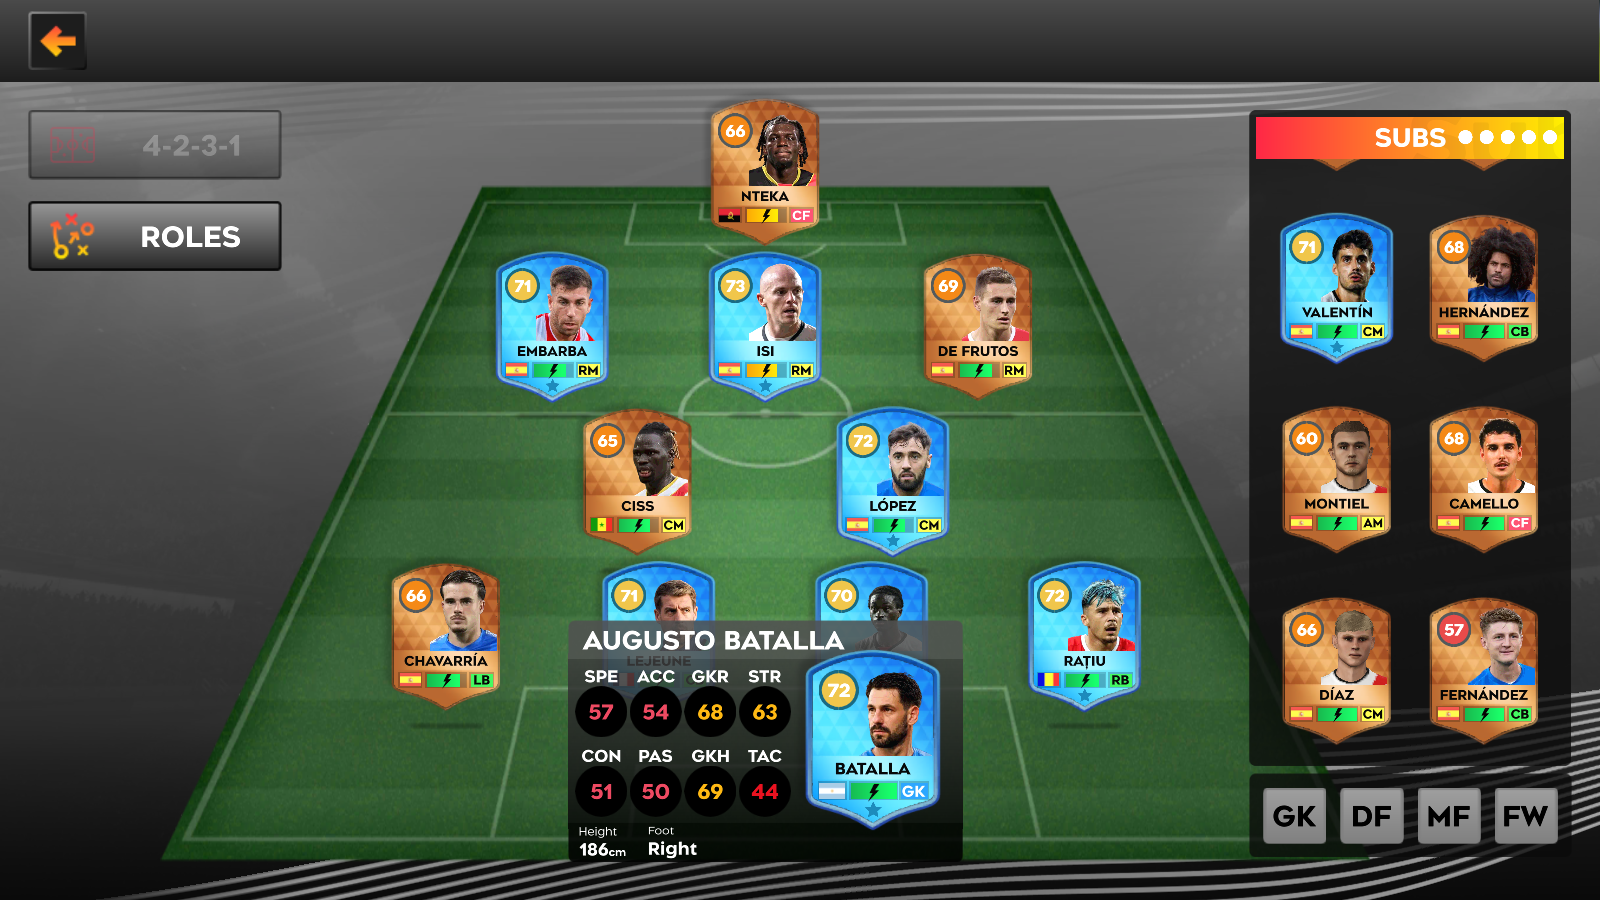 4-2-3-1
ROLES
66
NTEKA
CF
71
EMBARBA
RM
73
ISI
RM
69
DE FRUTOS
RM
65
CISS
CM
72
LÓPEZ
CM
66
CHAVARRÍA
LB
71
LEJEUNE
70
72
RAȚIU
RB
AUGUSTO BATALLA
SPE ACC GKR STR
57 54 68 63
CON PAS GKH TAC
51 50 69 44
Height Foot
186cm Right
72
BATALLA
GK
SUBS
71
VALENTÍN
CM
68
HERNÁNDEZ
CB
60
MONTIEL
AM
68
CAMELLO
CF
66
DÍAZ
CM
57
FERNÁNDEZ
CB
GK DF MF FW